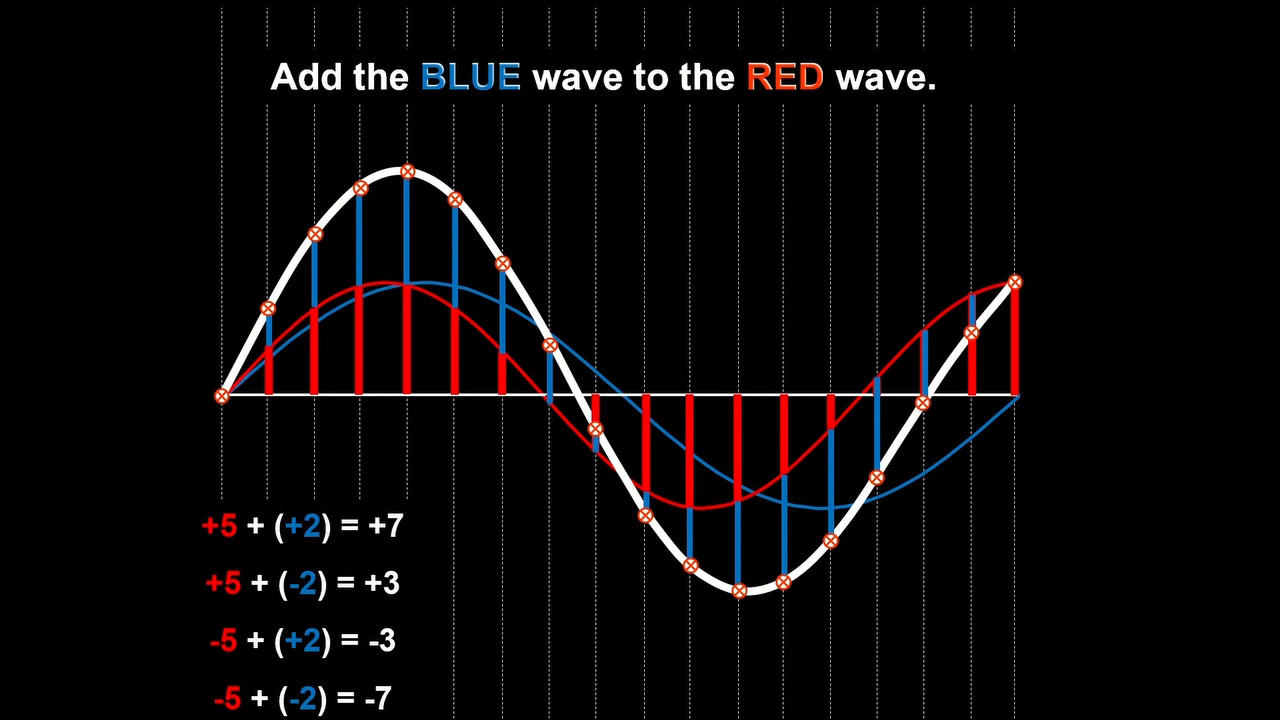 Add the BLUE wave to the RED wave.
+5 + (+2) = +7
+5 + (-2) = +3
-5 + (+2) = -3
-5 + (-2) = -7